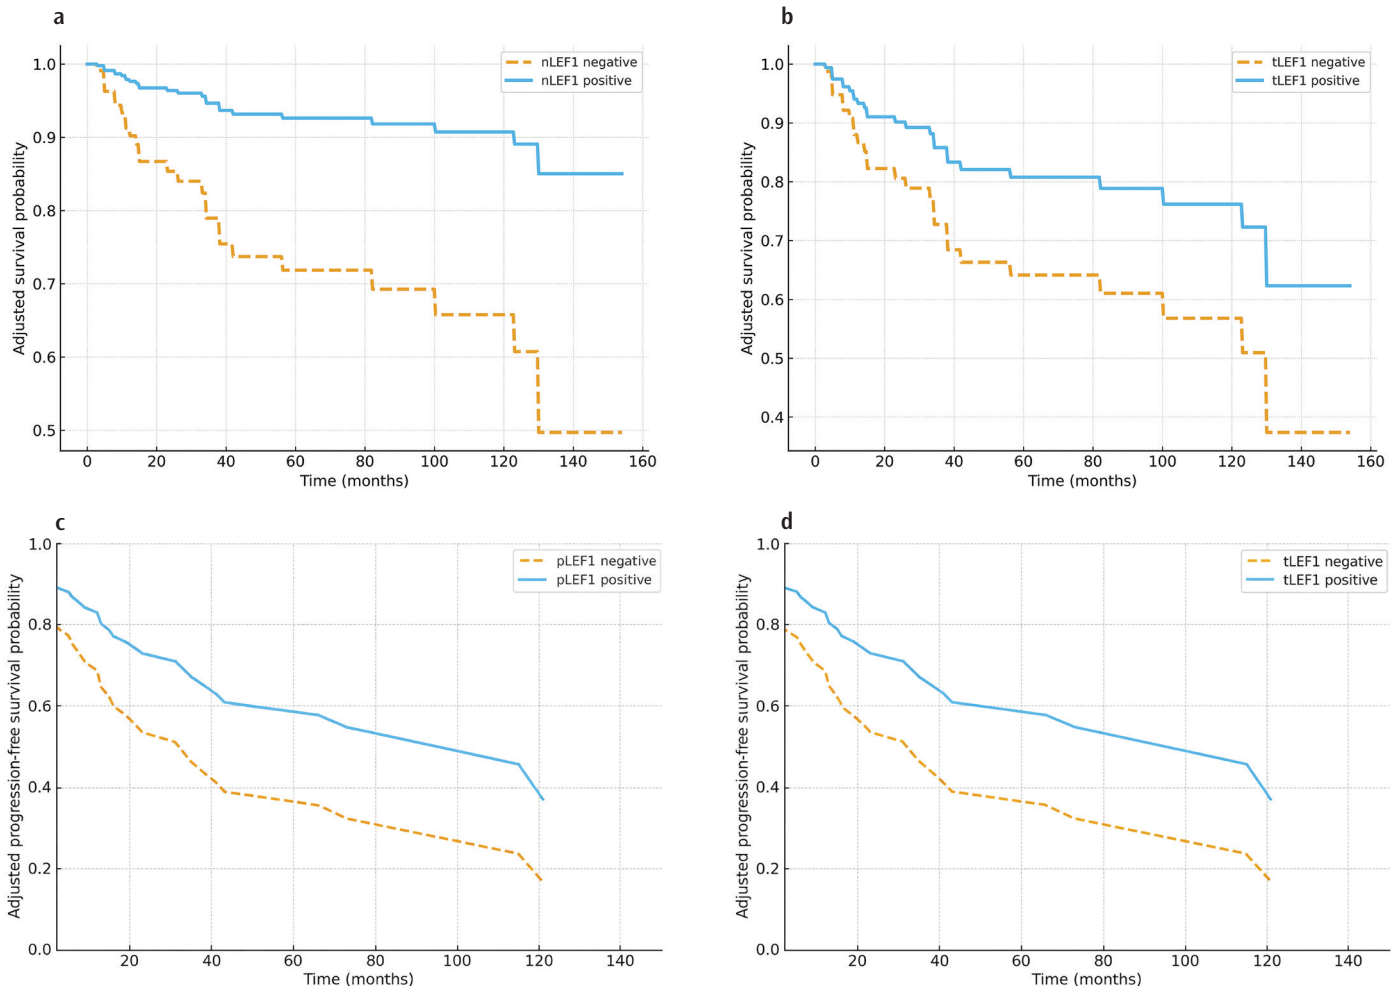 a
nLEF1 negative
nLEF1 positive
1.0
0.9
0.8
0.7
0.6
0.5
Adjusted survival probability
0 20 40 60 80 100 120 140 160
Time (months)
b
tLEF1 negative
tLEF1 positive
1.0
0.9
0.8
0.7
0.6
0.5
0.4
Adjusted survival probability
0 20 40 60 80 100 120 140 160
Time (months)
c
pLEF1 negative
pLEF1 positive
1.0
0.8
0.6
0.4
0.2
0.0
Adjusted progression-free survival probability
20 40 60 80 100 120 140
Time (months)
d
tLEF1 negative
tLEF1 positive
1.0
0.8
0.6
0.4
0.2
0.0
Adjusted progression-free survival probability
20 40 60 80 100 120 140
Time (months)